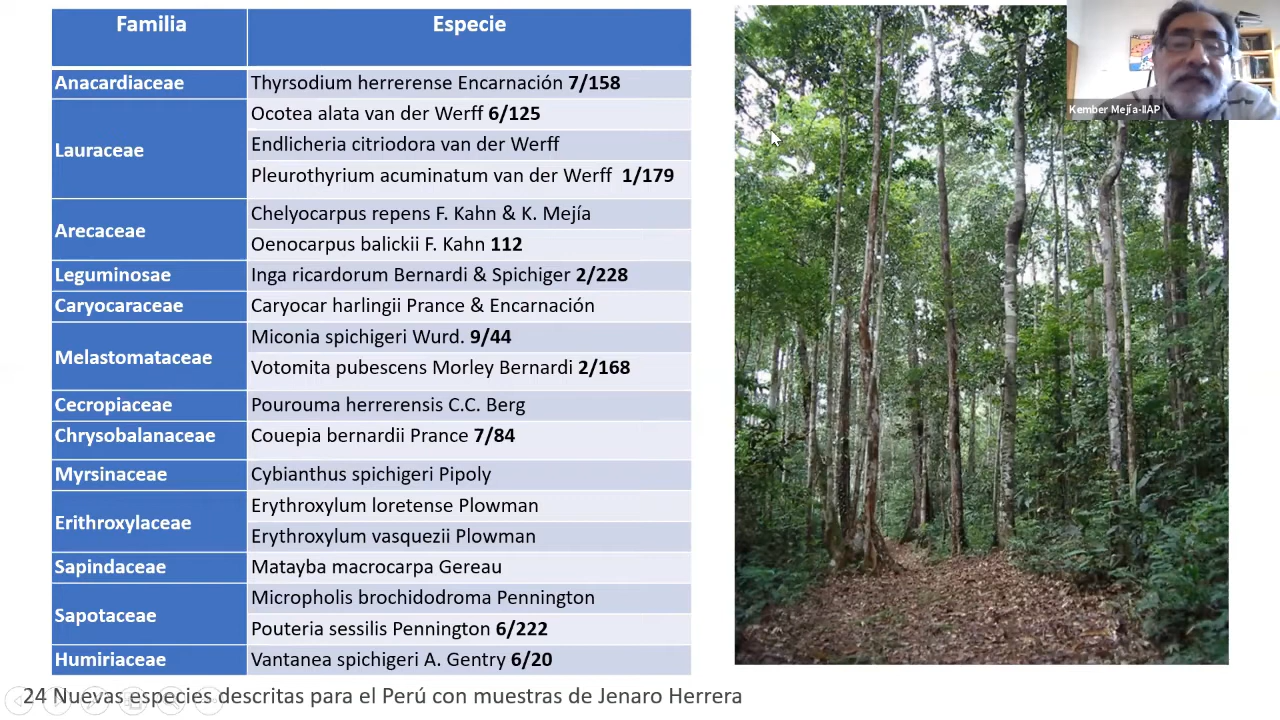 Familia Especie
Anacardiaceae Thyrsodium herrerense Encarnación 7/158
Lauraceae Ocotea alata van der Werff 6/125
Endlicheria citriodora van der Werff
Pleurothyrium acuminatum van der Werff 1/179
Arecaceae Chelyocarpus repens F. Kahn & K. Mejía
Oenocarpus balickii F. Kahn 112
Leguminosae Inga ricardorum Bernardi & Spichiger 2/228
Caryocaraceae Caryocar harlingii Prance & Encarnación
Melastomataceae Miconia spichigeri Wurd. 9/44
Votomita pubescens Morley Bernardi 2/168
Cecropiaceae Pourouma herrerensis C.C. Berg
Chrysobalanaceae Couepia bernardii Prance 7/84
Myrsinaceae Cybianthus spichigeri Pipoly
Erithroxylaceae Erythroxylum loretense Plowman
Erythroxylum vasquezii Plowman
Sapindaceae Matayba macrocarpa Gereau
Sapotaceae Micropholis brochidodroma Pennington
Pouteria sessilis Pennington 6/222
Humiriaceae Vantanea spichigeri A. Gentry 6/20
24 Nuevas especies descritas para el Perú con muestras de Jenaro Herrera
Kember Mejía-IIAP